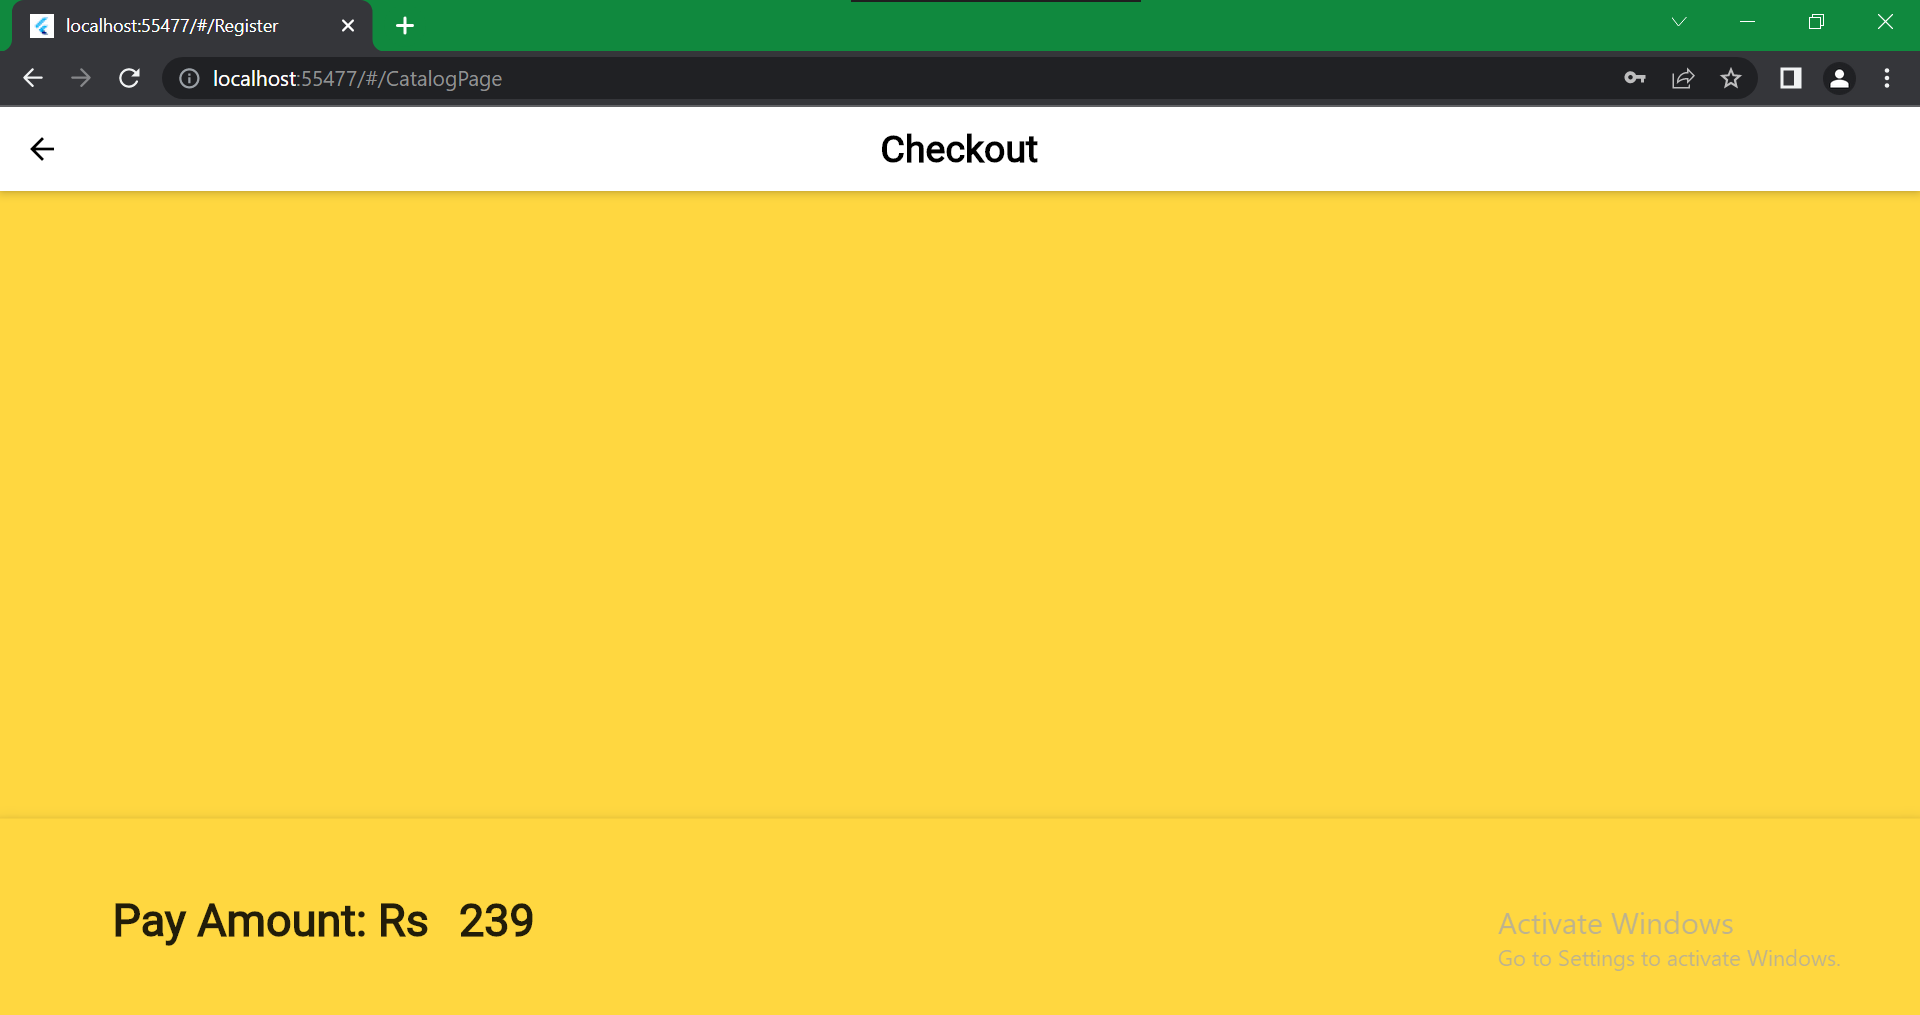 localhost:55477/#/Register
localhost:55477/#/CatalogPage
Checkout
Pay Amount: Rs 239
Activate Windows
Go to Settings to activate Windows.